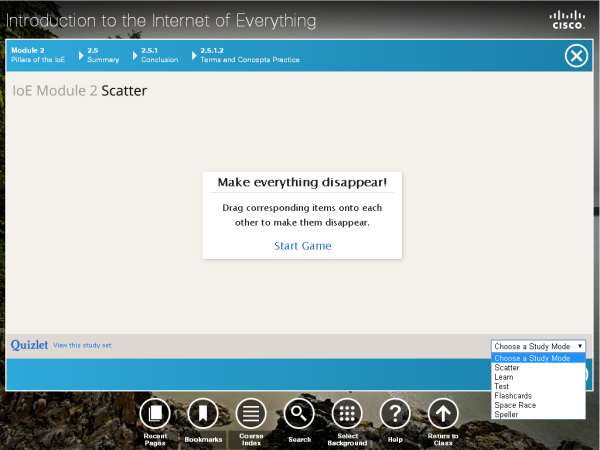 Introduction to the Internet of Everything
CISCO
Module 2
Pillars of the IoE
2.5
Summary
2.5.1
Conclusion
2.5.1.2
Terms and Concepts Practice
IoE Module 2 Scatter
Make everything disappear!
Drag corresponding items onto each
other to make them disappear.
Start Game
Quizlet View this study set
Choose a Study Mode
Choose a Study Mode
Scatter
Learn
Test
Flashcards
Space Race
Speller
Recent
Pages
Bookmarks
Course
Index
Search
Select
Background
?
Help
Return to
Class